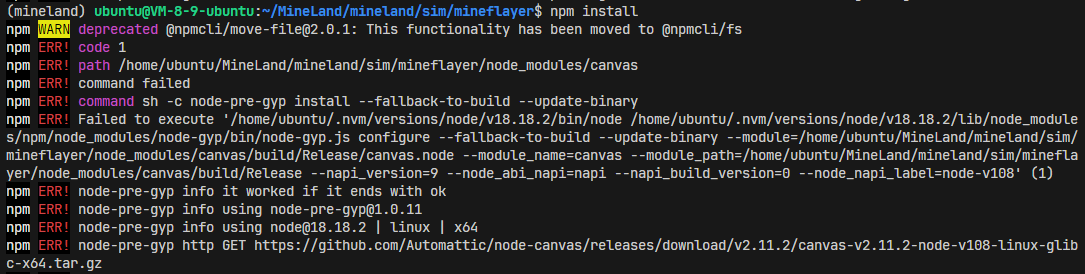 (mineland) ubuntu@VM-8-9-ubuntu:~/MineLand/mineland/sim/mineflayer$ npm install
npm WARN deprecated @npmcli/move-file@2.0.1: This functionality has been moved to @npmcli/fs
npm ERR! code 1
npm ERR! path /home/ubuntu/MineLand/mineland/sim/mineflayer/node_modules/canvas
npm ERR! command failed
npm ERR! command sh -c node-pre-gyp install --fallback-to-build --update-binary
npm ERR! Failed to execute '/home/ubuntu/.nvm/versions/node/v18.18.2/bin/node /home/ubuntu/.nvm/versions/node/v18.18.2/lib/node_module
s/npm/node_modules/node-gyp/bin/node-gyp.js configure --fallback-to-build --update-binary --module=/home/ubuntu/MineLand/mineland/sim/
mineflayer/node_modules/canvas/build/Release/canvas.node --module_name=canvas --module_path=/home/ubuntu/MineLand/mineland/sim/minefla
yer/node_modules/canvas/build/Release --napi_version=9 --node_abi_napi=napi --napi_build_version=0 --node_napi_label=node-v108' (1)
npm ERR! node-pre-gyp info it worked if it ends with ok
npm ERR! node-pre-gyp info using node-pre-gyp@1.0.11
npm ERR! node-pre-gyp info using node@18.18.2 | linux | x64
npm ERR! node-pre-gyp http GET https://github.com/Automattic/node-canvas/releases/download/v2.11.2/canvas-v2.11.2-node-v108-linux-glib
c-x64.tar.gz